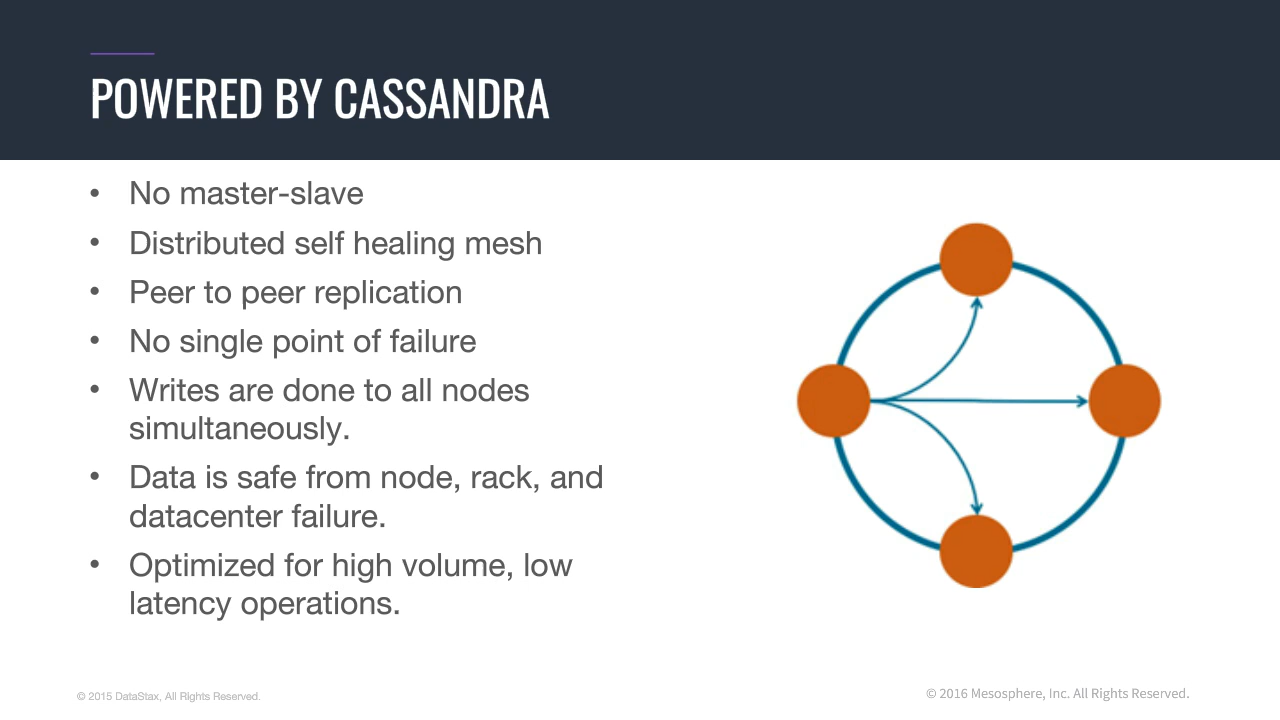 POWERED BY CASSANDRA
• No master-slave
• Distributed self healing mesh
• Peer to peer replication
• No single point of failure
• Writes are done to all nodes
simultaneously.
• Data is safe from node, rack, and
datacenter failure.
• Optimized for high volume, low
latency operations.
© 2015 DataStax, All Rights Reserved.
© 2016 Mesosphere, Inc. All Rights Reserved.